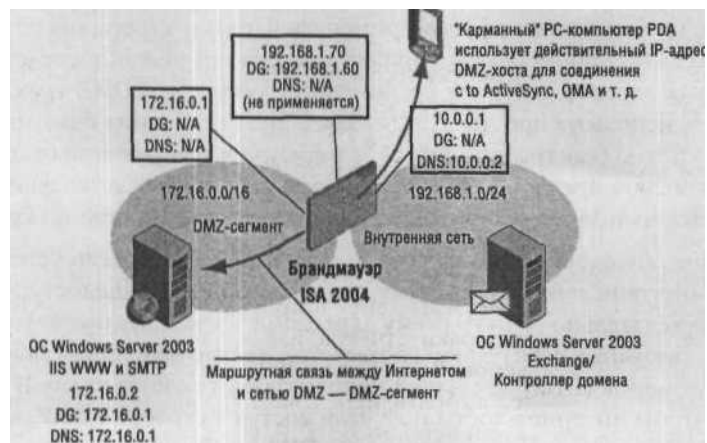 "Карманный" PC-компьютер PDA
использует действительный IP-адрес
DMZ-хоста для соединения
с to ActiveSync, OMA и т. д.
192.168.1.70
DG: 192.168.1.60
DNS: N/A
(не применяется)
172.16.0.1
DG: N/A
DNS: N/A
10.0.0.1
DG: N/A
DNS:10.0.0.2
172.16.0.0/16
192.168.1.0/24
DMZ-сегмент
Внутренняя сеть
Брандмауэр
ISA 2004
ОС Windows Server 2003
IIS WWW и SMTP
172.16.0.2
DG: 172.16.0.1
DNS: 172.16.0.1
Маршрутная связь между Интернетом
и сетью DMZ — DMZ-сегмент
ОС Windows Server 2003
Exchange/
Контроллер домена